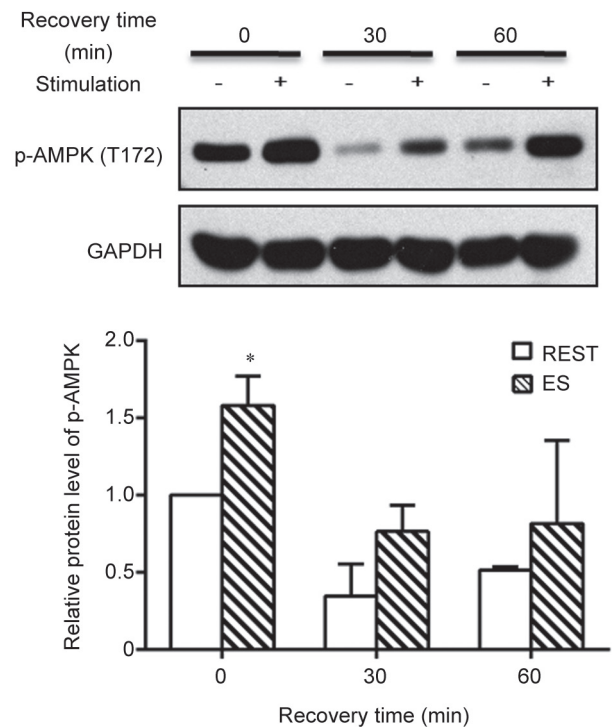 Recovery time
(min)
0 30 60
Stimulation - + - + - +
p-AMPK (T172)
GAPDH
Relative protein level of p-AMPK
2.0
1.5
1.0
0.5
0
*
REST
ES
0 30 60
Recovery time (min)